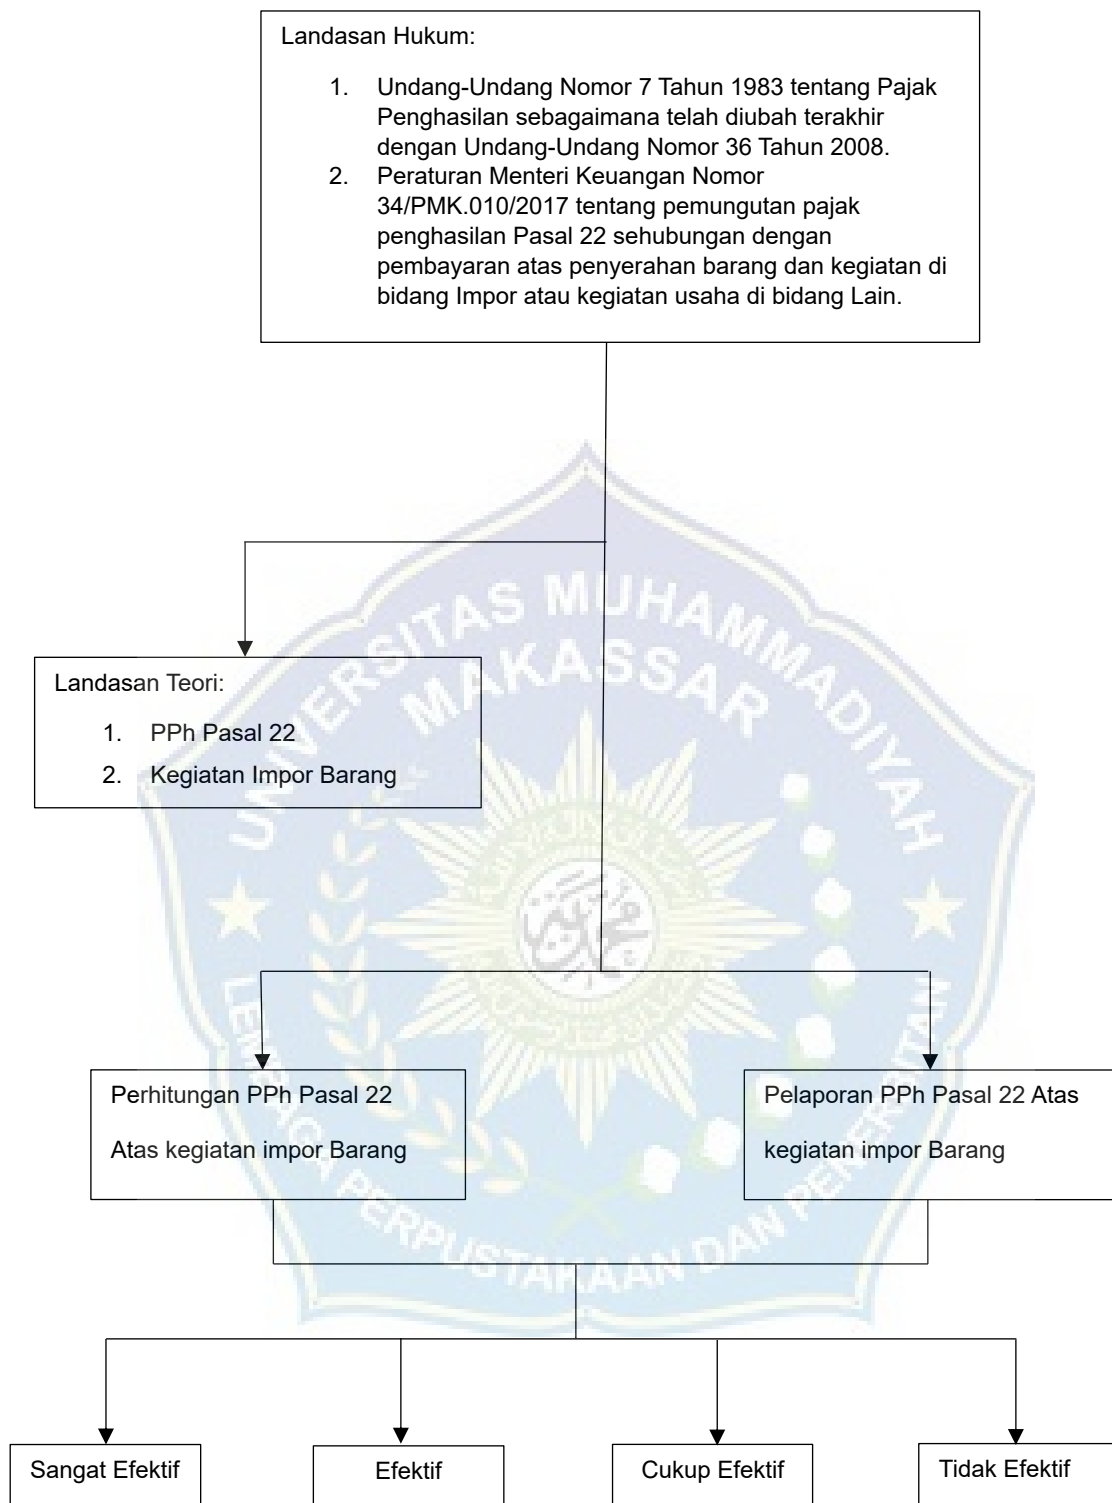 Landasan Hukum:
1. Undang-Undang Nomor 7 Tahun 1983 tentang Pajak
Penghasilan sebagaimana telah diubah terakhir
dengan Undang-Undang Nomor 36 Tahun 2008.
2. Peraturan Menteri Keuangan Nomor
34/PMK.010/2017 tentang pemungutan pajak
penghasilan Pasal 22 sehubungan dengan
pembayaran atas penyerahan barang dan kegiatan di
bidang Impor atau kegiatan usaha di bidang Lain.
UNIVERSITAS MUHAMMADIYAH
MAKASSAR
Landasan Teori:
1. PPh Pasal 22
2. Kegiatan Impor Barang
محمد
Perhitungan PPh Pasal 22
Atas kegiatan impor Barang
Pelaporan PPh Pasal 22 Atas
kegiatan impor Barang
LEMBAGA PERPUSTAKAAN DAN PENERBITAN
Sangat Efektif
Efektif
Cukup Efektif
Tidak Efektif